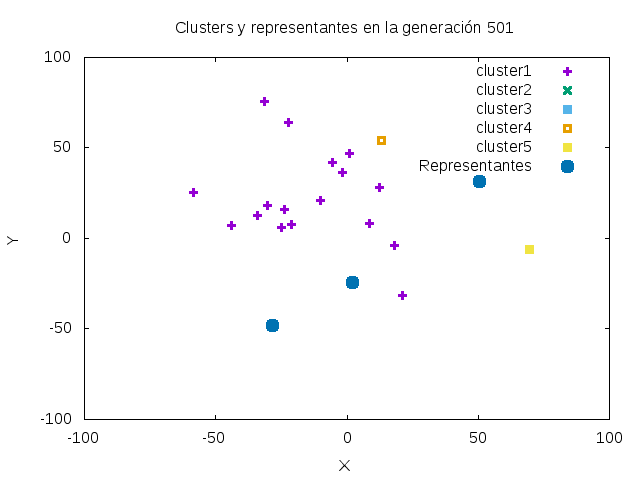 Clusters y representantes en la generación 501
100
cluster1
cluster2
cluster3
50
cluster4
cluster5
Representantes
Y
0
-50
-100
-100 -50 0 50 100
X